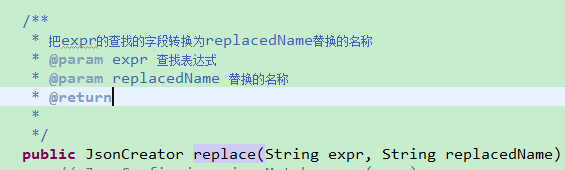 /**
* 把expr的查找的字段转换为replacedName替换的名称
* @param expr 查找表达式
* @param replacedName 替换的名称
* @return
*
*/
public JsonCreator replace(String expr, String replacedName)